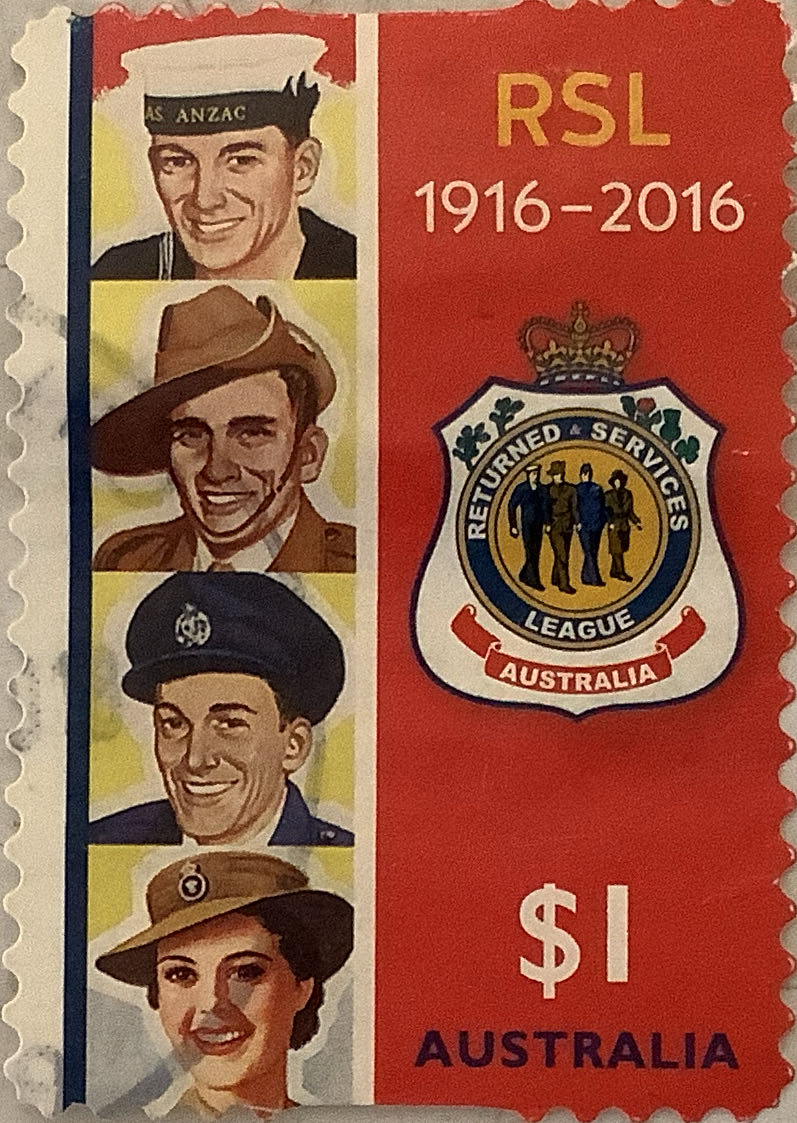 AS ANZAC
RSL
1916–2016
RETURNED & SERVICES
LEAGUE
AUSTRALIA
$1
AUSTRALIA